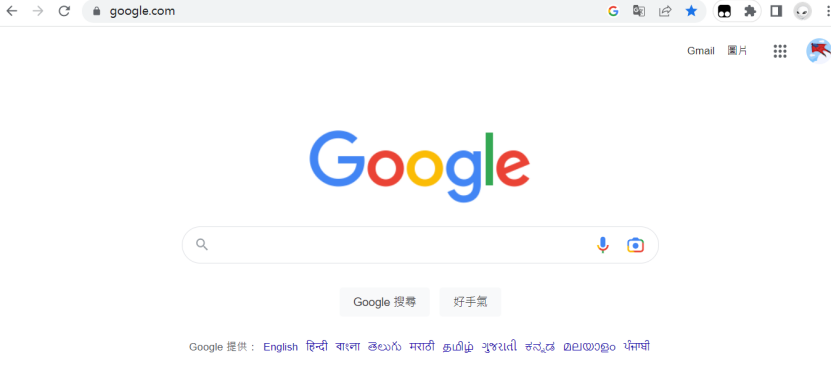 google.com
Gmail 圖片
Google
Google 搜尋 好手氣
Google 提供： English हिन्दी বাংলা తెలుగు मराठी தமிழ் ગુજરાતી ಕನ್ನಡ മലയാളം ਪੰਜਾਬੀ